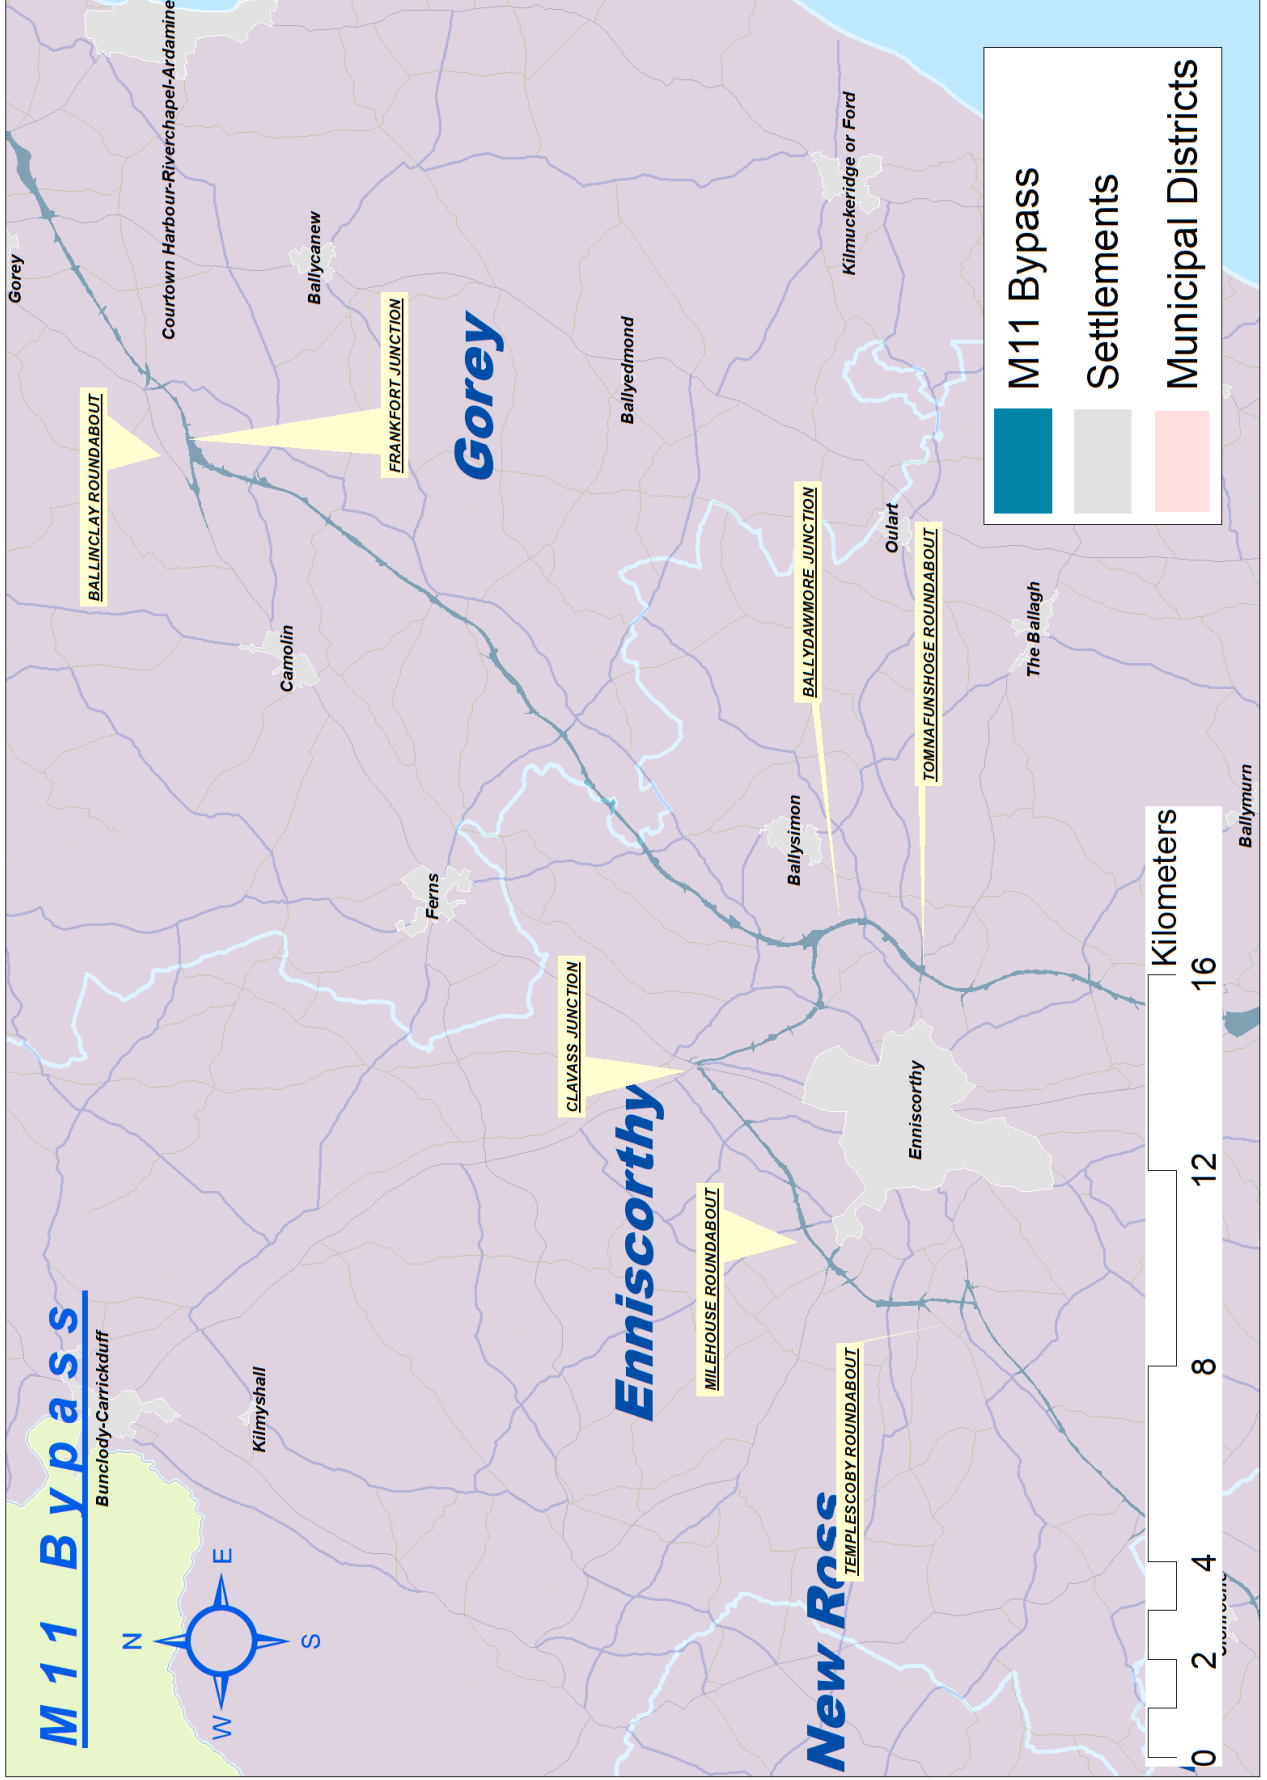 M11 Bypass
N
W
E
S
Bunclody-Carrickduff
Kilmyshall
Gorey
Courtown Harbour-Riverchapel-Ardamine
BALLINCLAY ROUNDABOUT
Ballycanew
FRANKFORT JUNCTION
Camolin
Gorey
Ferns
Ballyedmond
CLAVASS JUNCTION
Enniscorthy
MILEHOUSE ROUNDABOUT
Ballysimon
BALLYDAWMORE JUNCTION
Kilmuckeridge or Ford
New Ross
TEMPLESCOBY ROUNDABOUT
Oulart
Enniscorthy
TOMNAFUNSHOGE ROUNDABOUT
The Ballagh
Ballymurn
M11 Bypass
Settlements
Municipal Districts
Kilometers
0 2 4 8 12 16